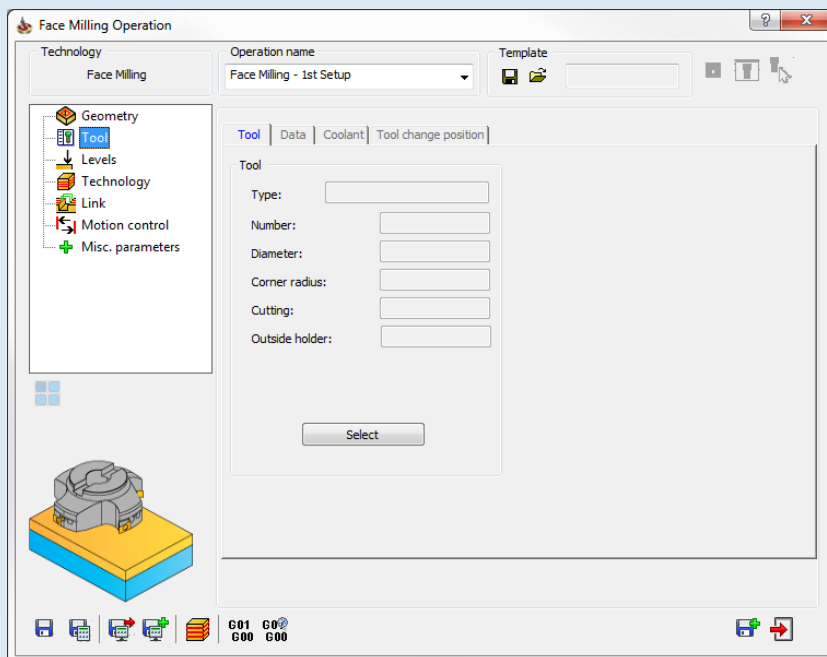 Face Milling Operation
?
Technology
Face Milling
Operation name
Face Milling - 1st Setup
Template
Geometry
Tool
Levels
Technology
Link
Motion control
Misc. parameters
Tool
Data
Coolant
Tool change position
Tool
Type:
Number:
Diameter:
Corner radius:
Cutting:
Outside holder:
Select
G01
G00
G0
G00